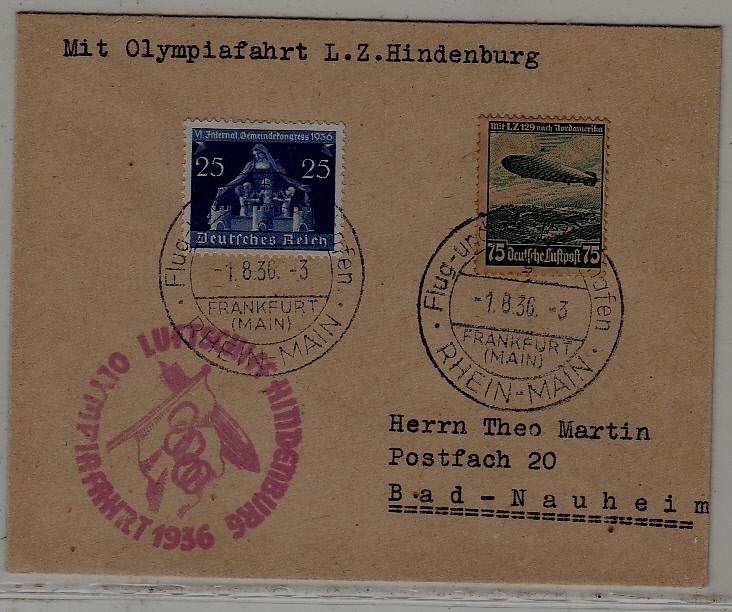 Mit Olympiafahrt L.Z.Hindenburg
VI. Internat. Gemeindekongress 1936
25 25
Deutsches Reich
Mit LZ 129 nach Nordamerika
75 Deutsche Luftpost 75
Flug-
-1.8.36.-3
FRANKFURT
(MAIN)
RHEIN-MAIN
Flug-und
-1.8.36.-3
FRANKFURT
(MAIN)
RHEIN-MAIN
LUFTSCHIFF HINDENBURG
OLYMPIAFAHRT 1936
Herrn Theo Martin
Postfach 20
Bad-Nauheim